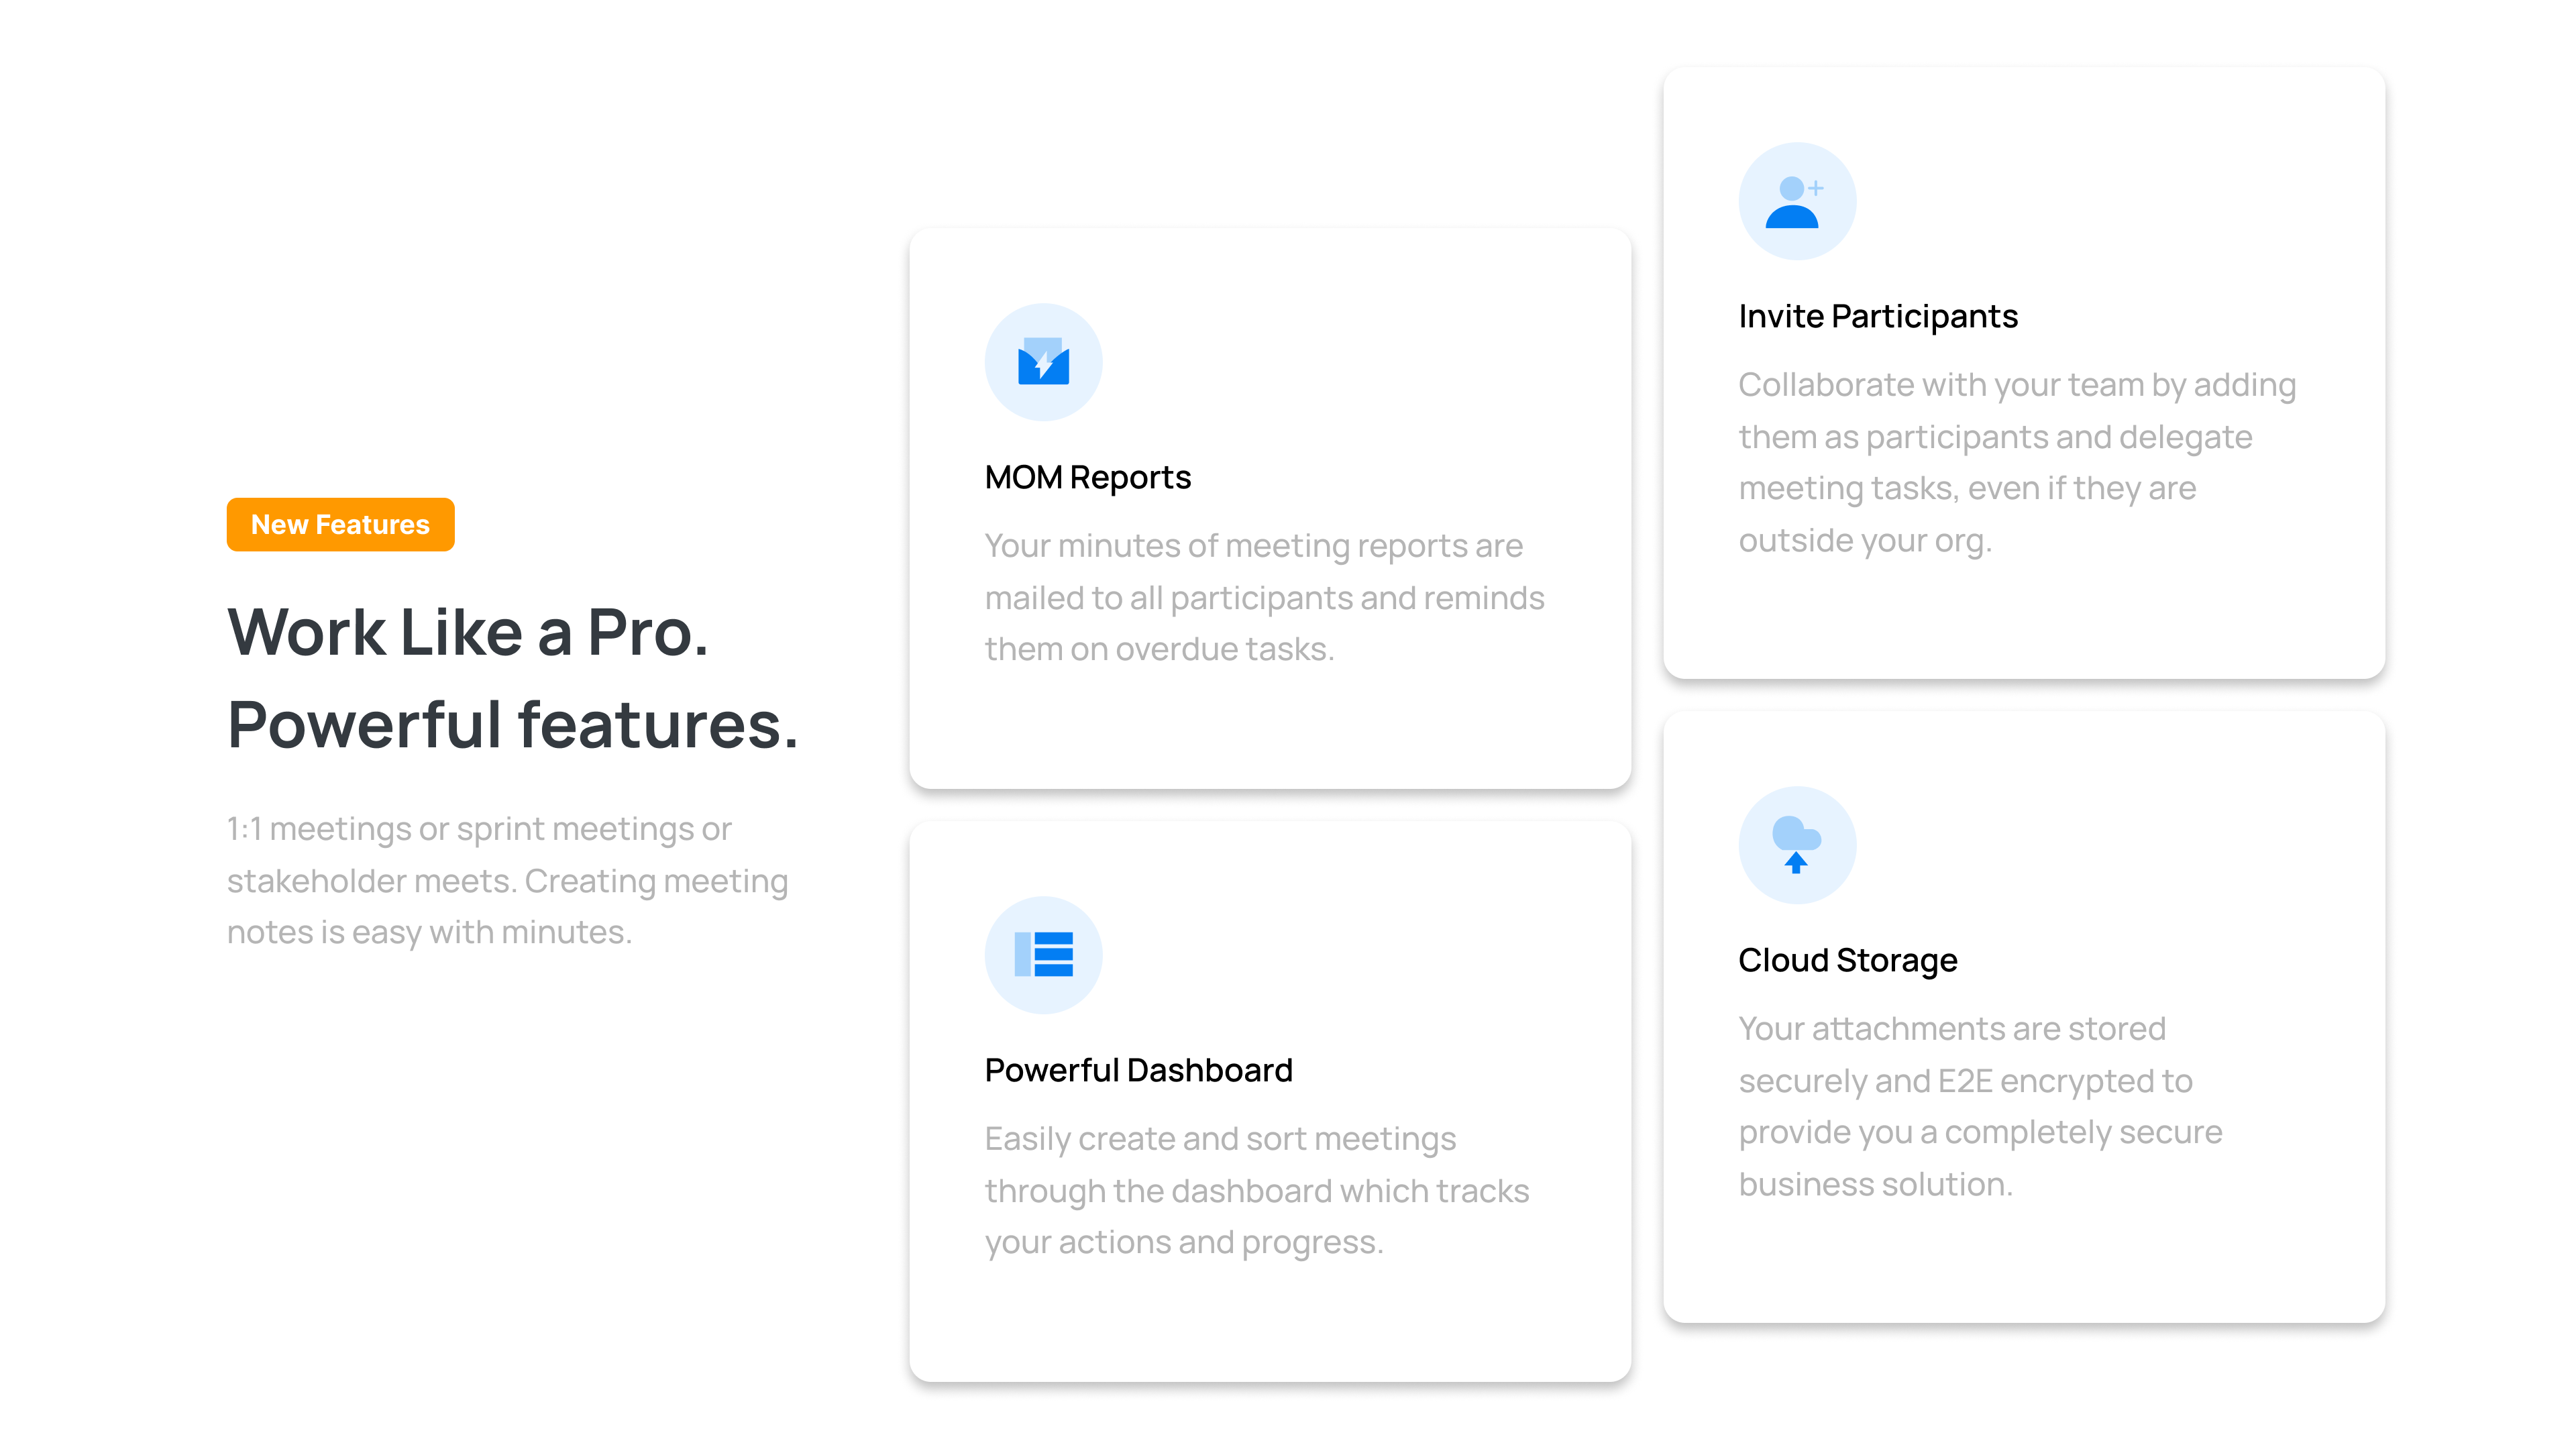 New Features
Work Like a Pro.
Powerful features.
1:1 meetings or sprint meetings or
stakeholder meets. Creating meeting
notes is easy with minutes.
MOM Reports
Your minutes of meeting reports are
mailed to all participants and reminds
them on overdue tasks.
Powerful Dashboard
Easily create and sort meetings
through the dashboard which tracks
your actions and progress.
Invite Participants
Collaborate with your team by adding
them as participants and delegate
meeting tasks, even if they are
outside your org.
Cloud Storage
Your attachments are stored
securely and E2E encrypted to
provide you a completely secure
business solution.